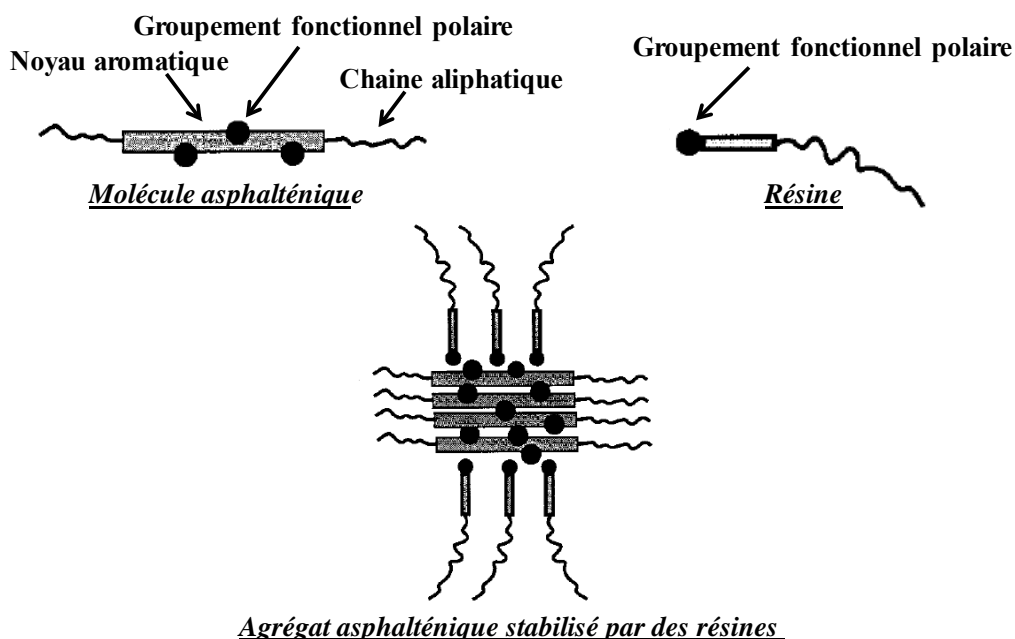 Groupement fonctionnel polaire
Noyau aromatique
Chaine aliphatique
Molécule asphalténique
Groupement fonctionnel polaire
Résine
Agrégat asphalténique stabilisé par des résines